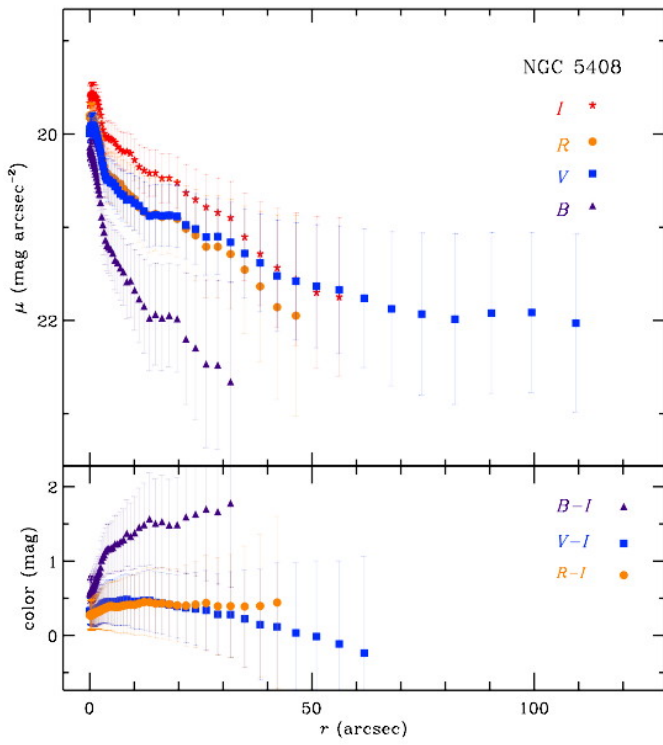 NGC 5408
I
R
V
B
20
22
μ (mag arcsec⁻²)
B−I
V−I
R−I
2
1
0
color (mag)
0
50
100
r (arcsec)